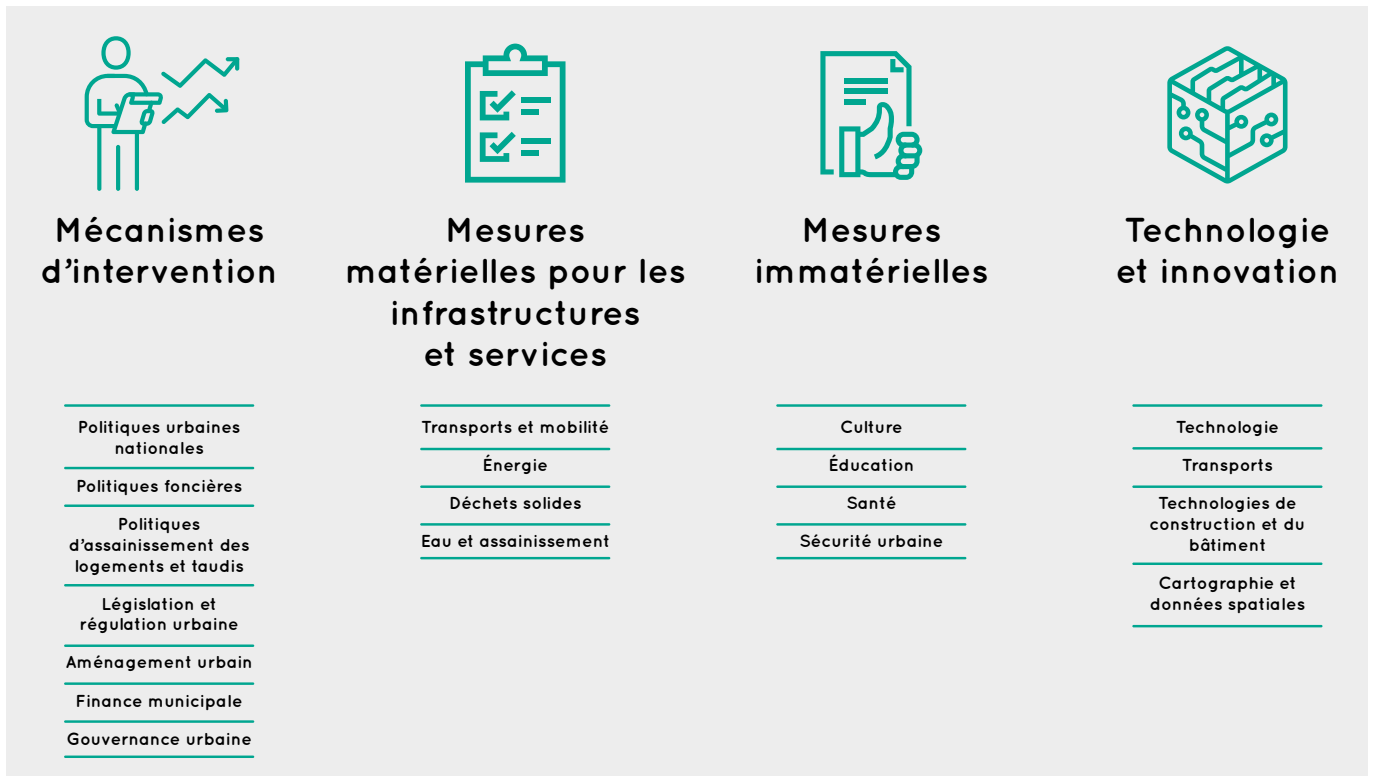 Mécanismes
d'intervention
Politiques urbaines
nationales
Politiques foncières
Politiques
d'assainissement des
logements et taudis
Législation et
régulation urbaine
Aménagement urbain
Finance municipale
Gouvernance urbaine
Mesures
matérielles pour les
infrastructures
et services
Transports et mobilité
Énergie
Déchets solides
Eau et assainissement
Mesures
immatérielles
Culture
Éducation
Santé
Sécurité urbaine
Technologie
et innovation
Technologie
Transports
Technologies de
construction et du
bâtiment
Cartographie et
données spatiales